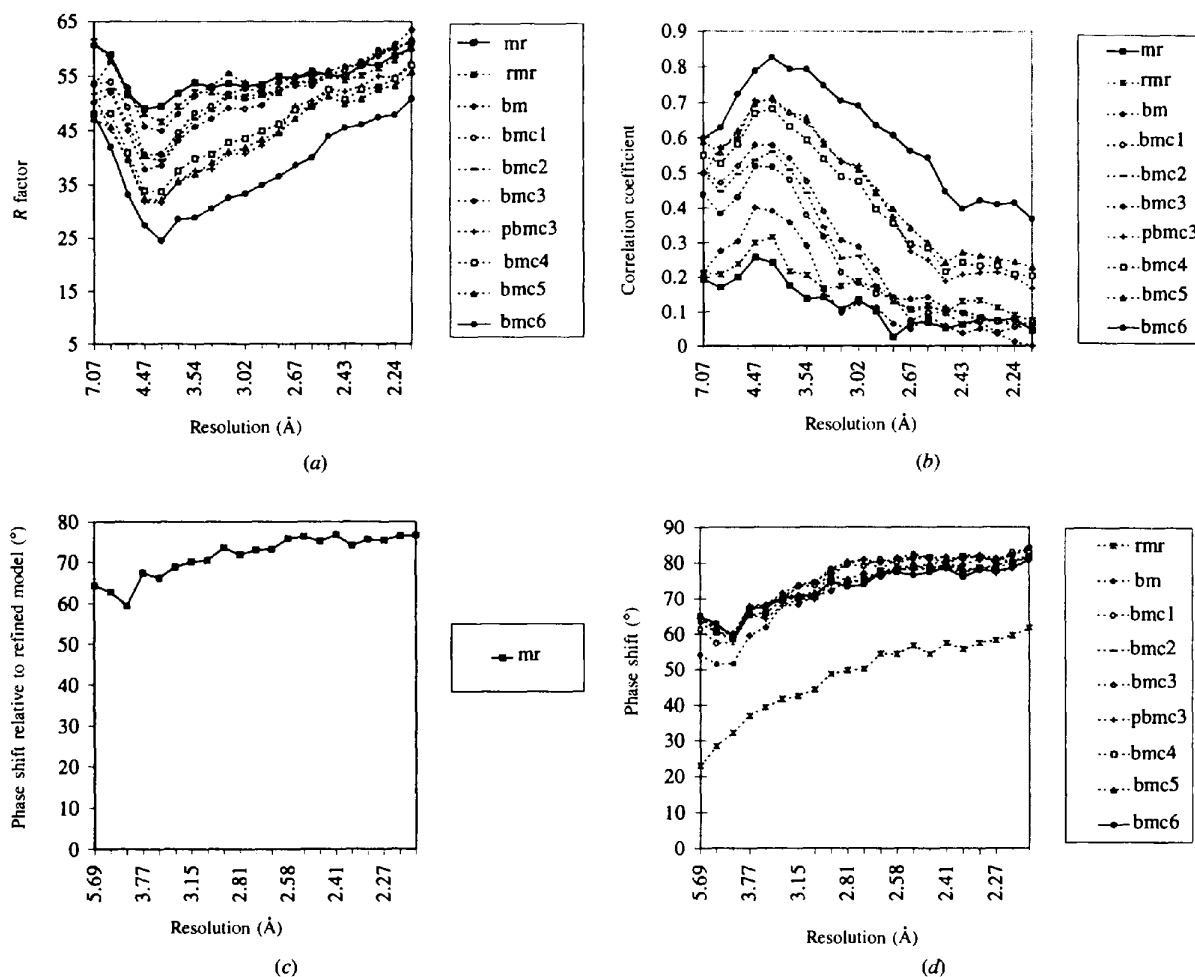 65
55
45
35
25
15
5
R factor
7.07
4.47
3.54
3.02
2.67
2.43
2.24
Resolution (Å)
mr
rmr
bm
bmc1
bmc2
bmc3
pbmc3
bmc4
bmc5
bmc6
(a)
0.9
0.8
0.7
0.6
0.5
0.4
0.3
0.2
0.1
0
Correlation coefficient
7.07
4.47
3.54
3.02
2.67
2.43
2.24
Resolution (Å)
mr
rmr
bm
bmc1
bmc2
bmc3
pbmc3
bmc4
bmc5
bmc6
(b)
80
70
60
50
40
30
20
10
0
Phase shift relative to refined model (°)
5.69
3.77
3.15
2.81
2.58
2.41
2.27
Resolution (Å)
mr
(c)
90
80
70
60
50
40
30
20
10
0
Phase shift (°)
5.69
3.77
3.15
2.81
2.58
2.41
2.27
Resolution (Å)
rmr
bm
bmc1
bmc2
bmc3
pbmc3
bmc4
bmc5
bmc6
(d)